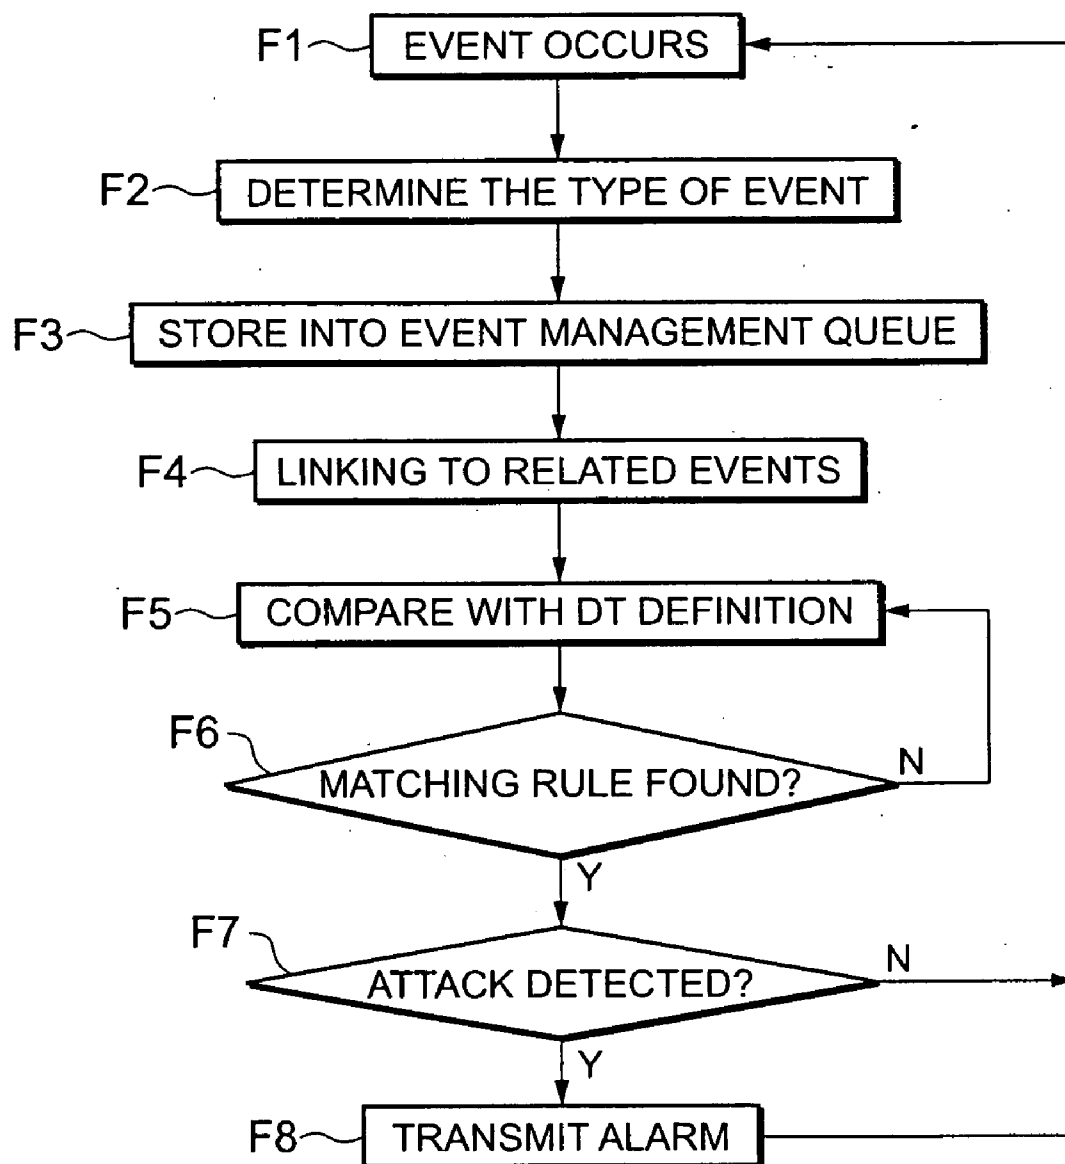 F1 EVENT OCCURS
F2 DETERMINE THE TYPE OF EVENT
F3 STORE INTO EVENT MANAGEMENT QUEUE
F4 LINKING TO RELATED EVENTS
F5 COMPARE WITH DT DEFINITION
F6 MATCHING RULE FOUND? N
Y
F7 ATTACK DETECTED? N
Y
F8 TRANSMIT ALARM